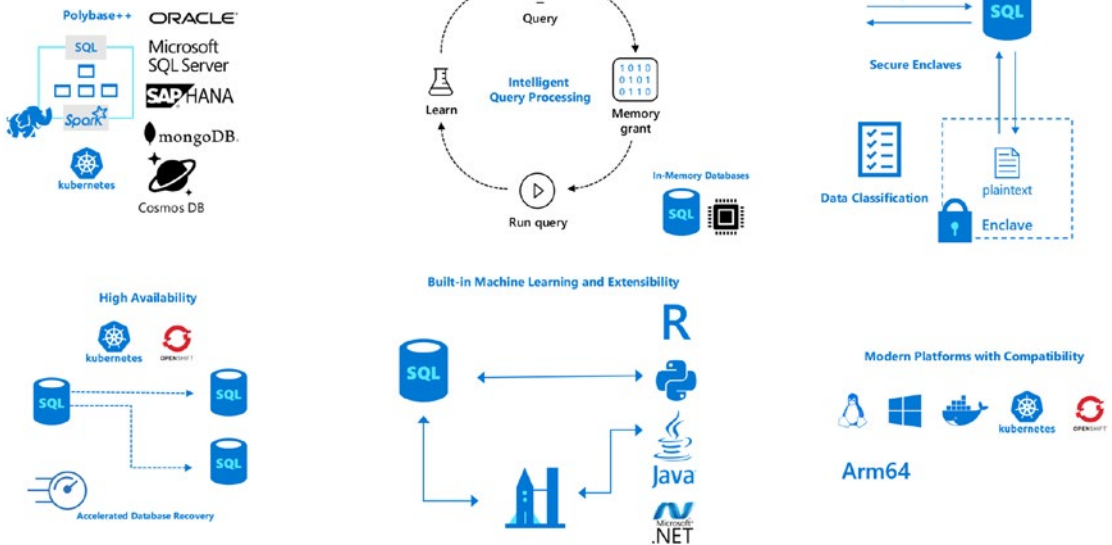 Polybase++
ORACLE
SQL
Microsoft
SQL Server
SAP HANA
Spark
mongoDB.
kubernetes
Cosmos DB
Query
Intelligent
Query Processing
1010
0101
0110
Learn
Memory
grant
Run query
In-Memory Databases
SQL
SQL
Secure Enclaves
plaintext
Data Classification
Enclave
High Availability
kubernetes
OPENSHIFT
SQL
SQL
SQL
Accelerated Database Recovery
Built-in Machine Learning and Extensibility
R
SQL
Java
Microsoft
.NET
Modern Platforms with Compatibility
kubernetes
OPENSHIFT
Arm64